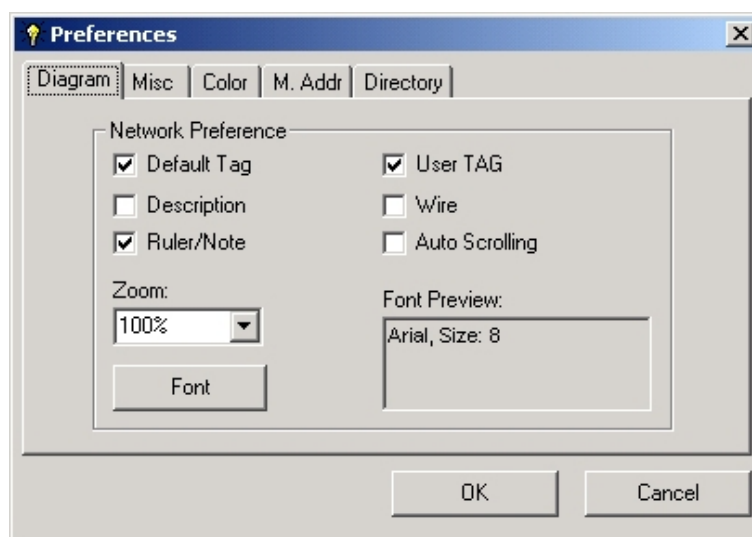 Preferences
Diagram Misc Color M. Addr Directory
Network Preference
Default Tag User TAG
Description Wire
Ruler/Note Auto Scrolling
Zoom: Font Preview:
100% Arial, Size: 8
Font
OK Cancel